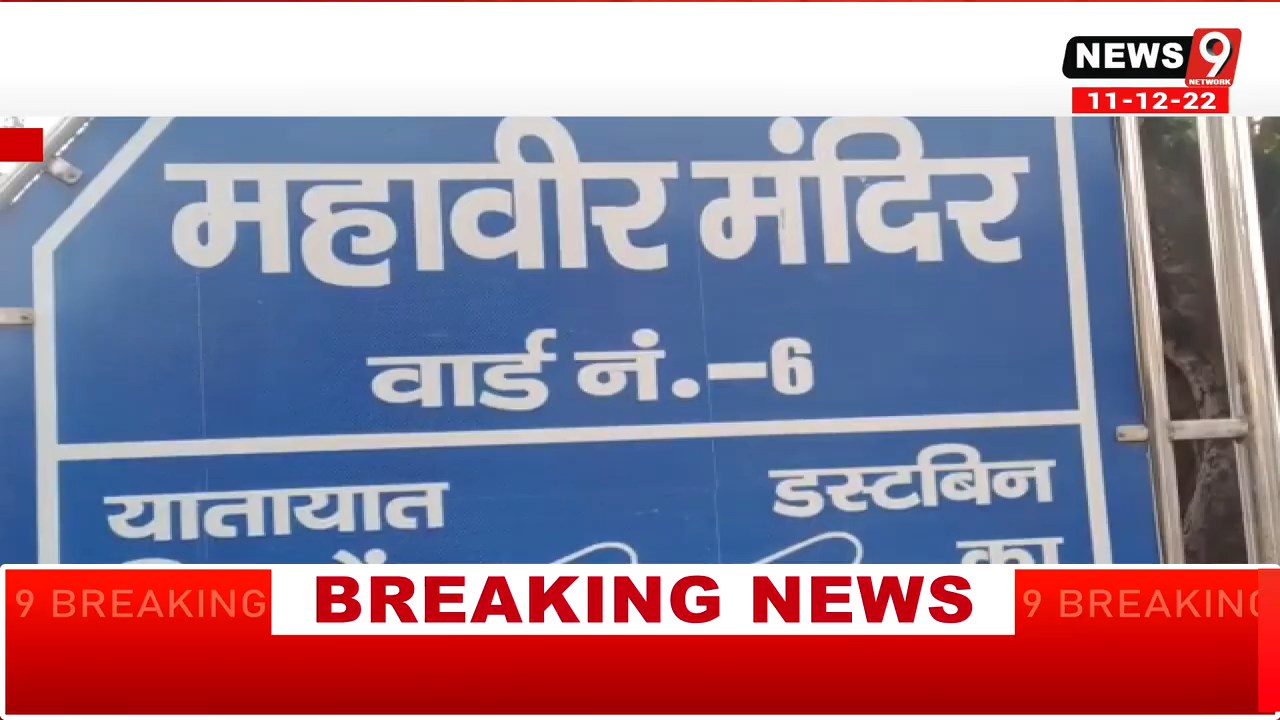 NEWS 9
NETWORK
11-12-22
महावीर मंदिर
वार्ड नं.-6
यातायात
डस्टबिन
का
9 BREAKING
BREAKING NEWS
9 BREAKING